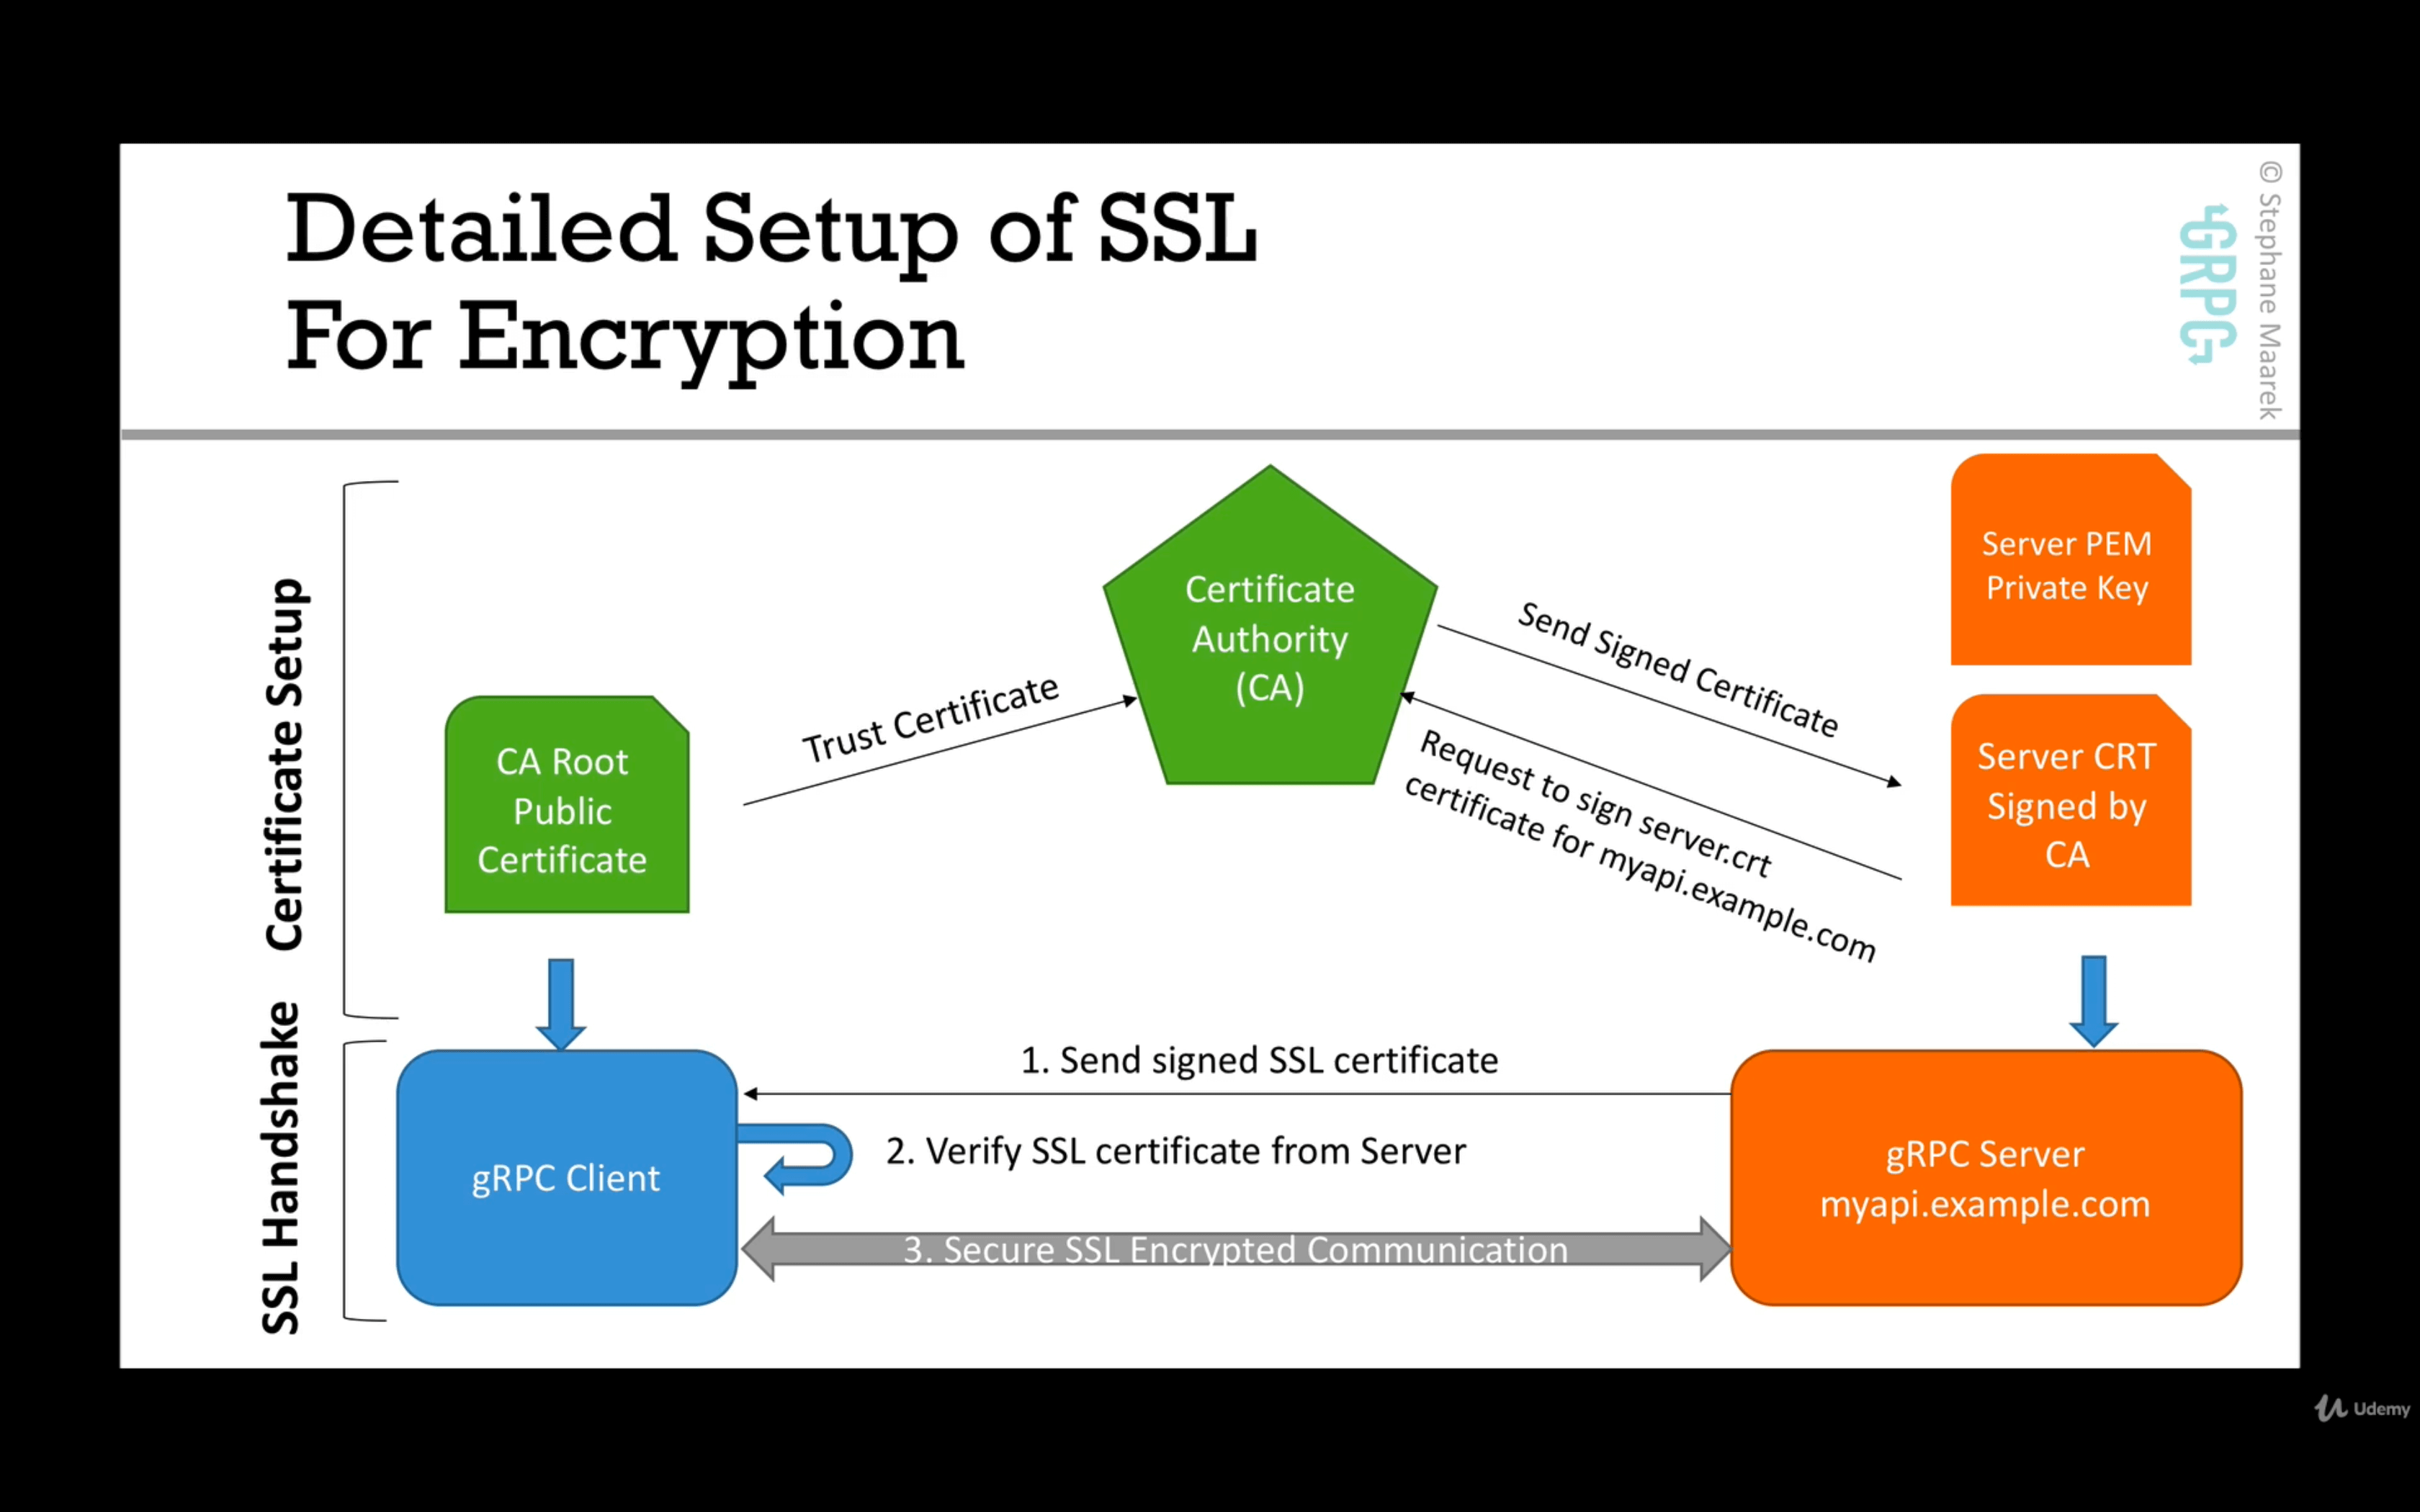 Detailed Setup of SSL
For Encryption
© Stephane Maarek
GRPC
Certificate Setup
Certificate
Authority
(CA)
Server PEM
Private Key
Send Signed Certificate
Trust Certificate
CA Root
Public
Certificate
Request to sign server.crt
certificate for myapi.example.com
Server CRT
Signed by
CA
SSL Handshake
1. Send signed SSL certificate
2. Verify SSL certificate from Server
3. Secure SSL Encrypted Communication
gRPC Client
gRPC Server
myapi.example.com
Udemy